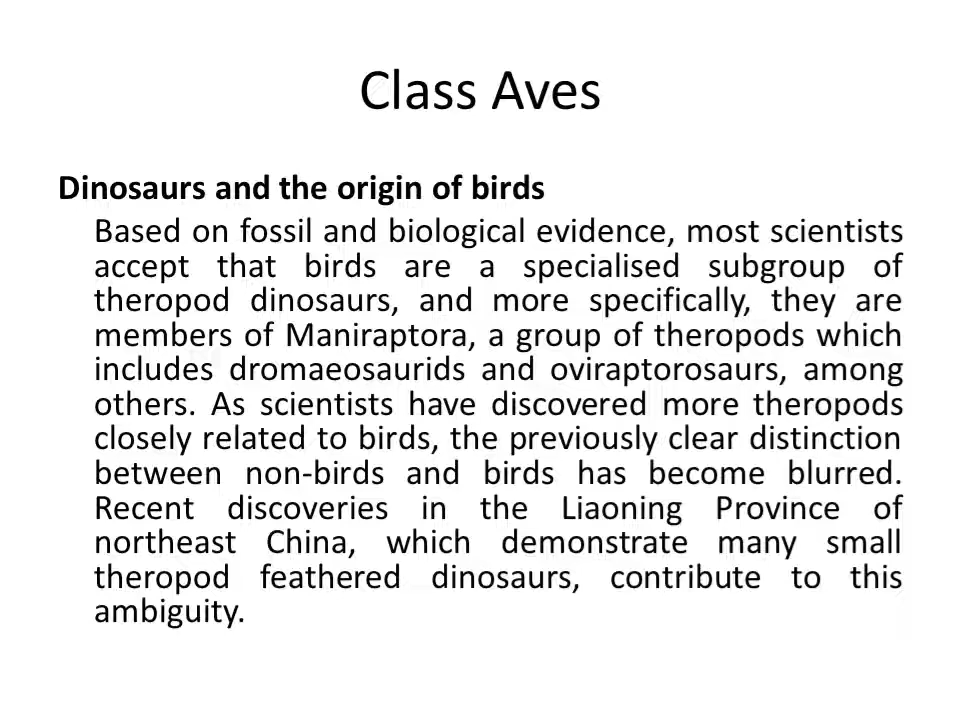 Class Aves
Dinosaurs and the origin of birds
Based on fossil and biological evidence, most scientists
accept that birds are a specialised subgroup of
theropod dinosaurs, and more specifically, they are
members of Maniraptora, a group of theropods which
includes dromaeosaurids and oviraptorosaurs, among
others. As scientists have discovered more theropods
closely related to birds, the previously clear distinction
between non-birds and birds has become blurred.
Recent discoveries in the Liaoning Province of
northeast China, which demonstrate many small
theropod feathered dinosaurs, contribute to this
ambiguity.